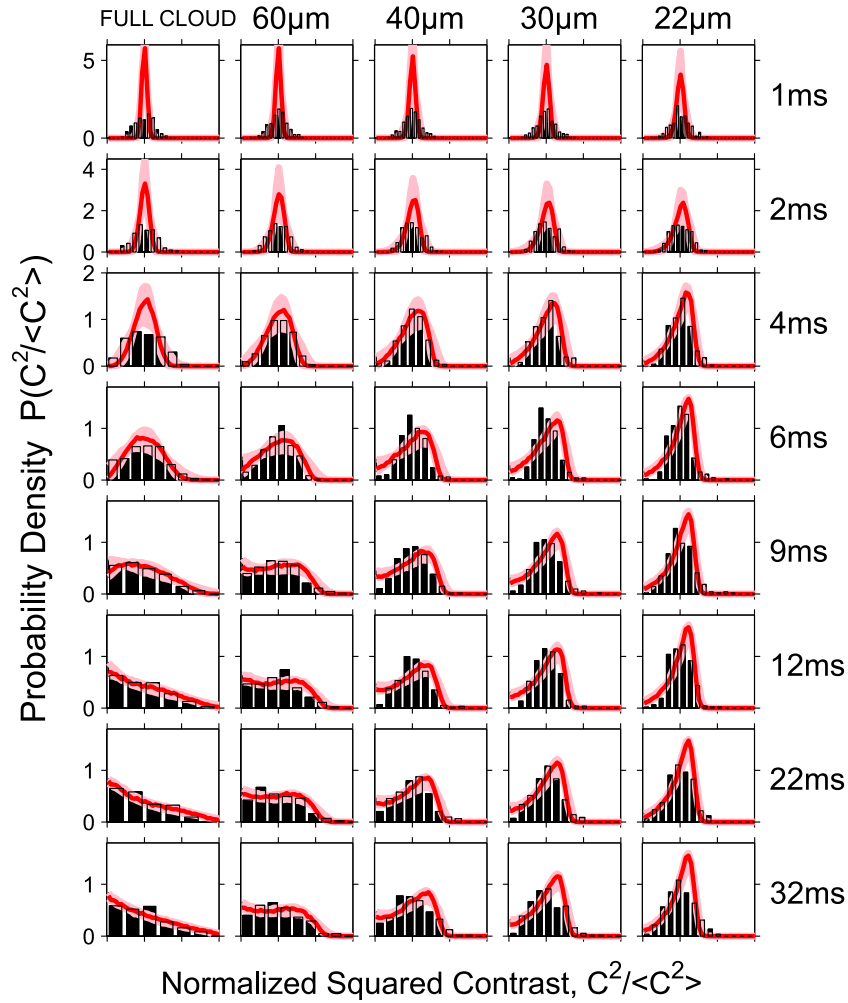 FULL CLOUD 60μm 40μm 30μm 22μm
5
0
1ms
4
2
0
2ms
2
1
0
4ms
1
0
6ms
1
0
9ms
1
0
12ms
1
0
22ms
1
0
32ms
Probability Density P(C²/<C²>)
Normalized Squared Contrast, C²/<C²>